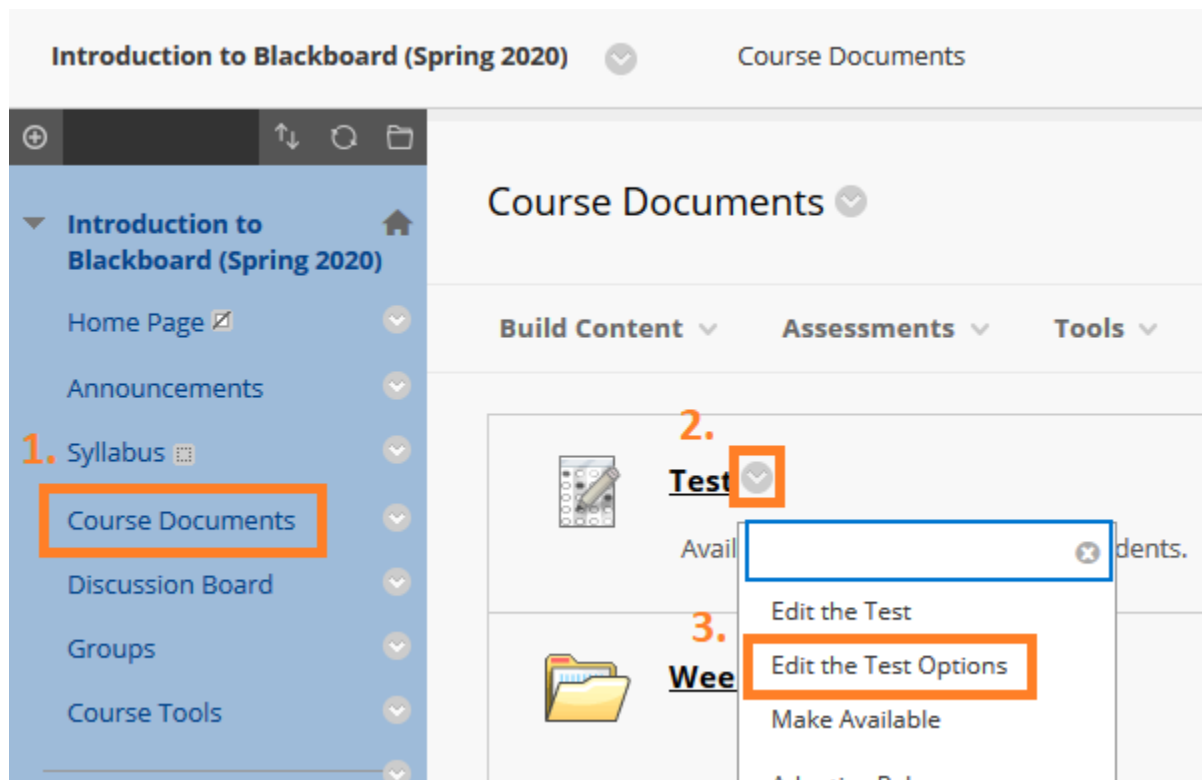 Introduction to Blackboard (Spring 2020) Course Documents
Introduction to
Blackboard (Spring 2020)
Home Page
Announcements
1. Syllabus
Course Documents
Discussion Board
Groups
Course Tools
Course Documents
Build Content Assessments Tools
2.
Test
Avail dents.
Edit the Test
3.
Edit the Test Options
Wee
Make Available